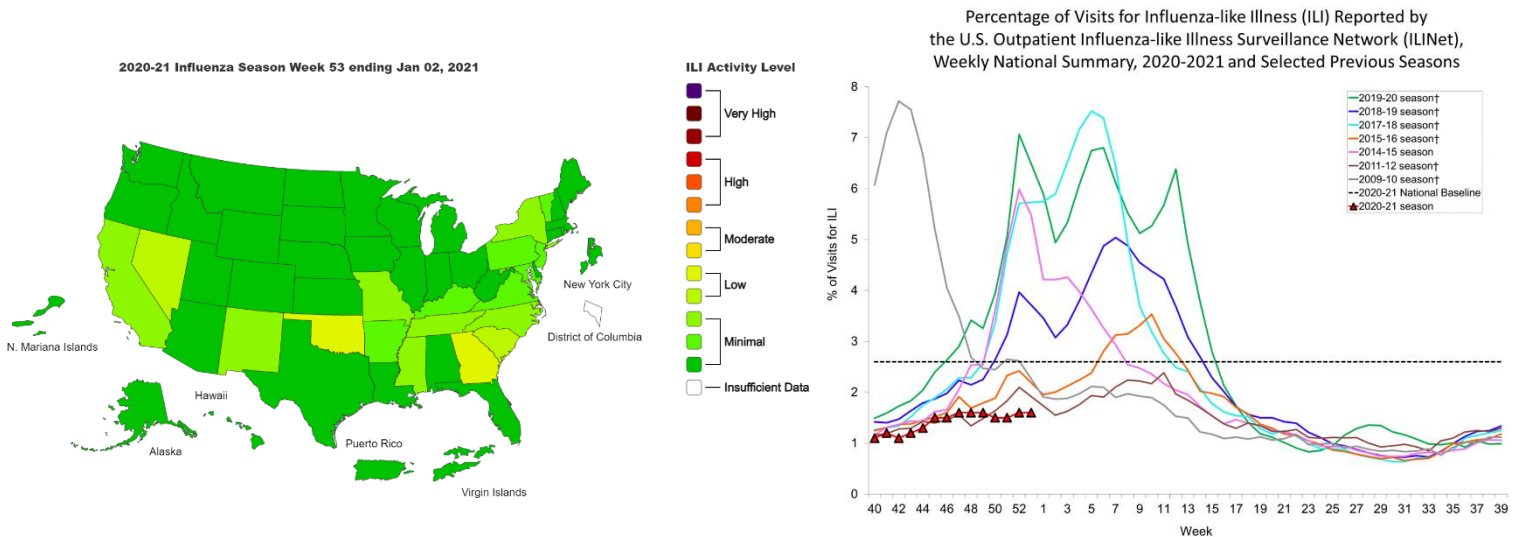 2020-21 Influenza Season Week 53 ending Jan 02, 2021
ILI Activity Level
Very High
High
Moderate
Low
Minimal
Insufficient Data
New York City
District of Columbia
N. Mariana Islands
Hawaii
Alaska
Puerto Rico
Virgin Islands
Percentage of Visits for Influenza-like Illness (ILI) Reported by
the U.S. Outpatient Influenza-like Illness Surveillance Network (ILINet),
Weekly National Summary, 2020-2021 and Selected Previous Seasons
% of Visits for ILI
8
7
6
5
4
3
2
1
0
2019-20 season†
2018-19 season†
2017-18 season†
2015-16 season†
2014-15 season
2011-12 season†
2009-10 season†
2020-21 National Baseline
2020-21 season
40 42 44 46 48 50 52 1 3 5 7 9 11 13 15 17 19 21 23 25 27 29 31 33 35 37 39
Week